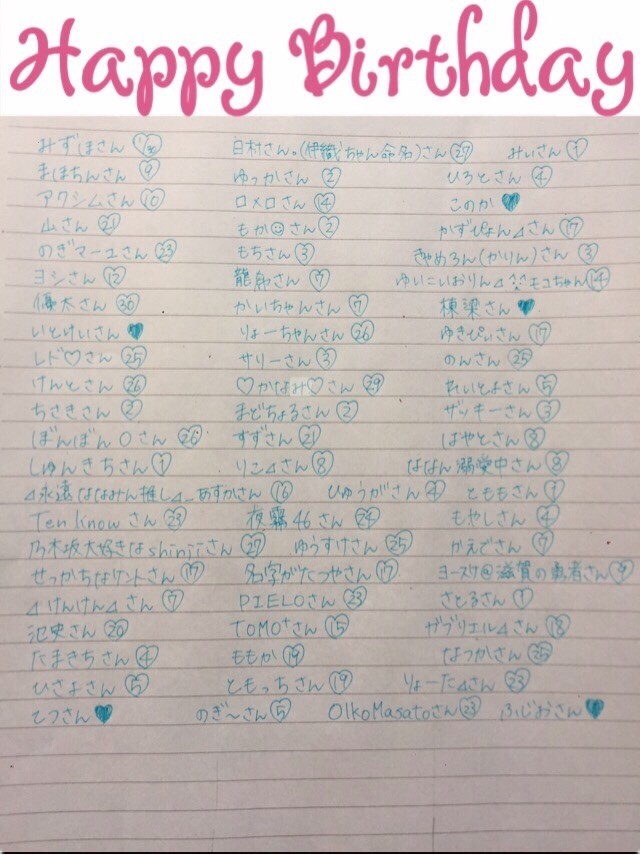 Happy Birthday
みずほさん 1/30 白村さん。(伊織ちゃん命名)さん 27 みぃさん 1
まほちんさん 9 ゆっかさん 2 ひろとさん 4
アクシムさん 10 ロメロさん 14 このか ♥
山さん 21 もか☺さん 2 かずぴょん⊿さん 17
のぎマーユさん 23 もちさん 3 きゃめろん(かりん)さん 3
ヨシさん 12 龍 さん 7 ゆいこいおりん⊿ モコちゃん 14
優太さん 30 かいちゃんさん 7 棟梁さん ♥
いとけいさん ♥ りょーちゃんさん 26 ゆきぴぃさん 17
レド♡さん 25 サリーさん 3 のんさん 25
けんとさん 26 ♡かなみ♡さん 29 れいとよさん 5
ちさきさん 2 まどちょるさん 2 ザッキーさん 3
ぼんぼん〇さん 26 すずさん 21 はやとさん 8
しゅんきちさん 1 りこ⊿さん 8 ななん溺愛中さん 8
⊿永遠ななみん推し⊿_あすかさん 16 ひゅうがさん 4 とももさん 1
Ten knowさん 23 夜霧46さん 24 もやしさん 4
乃木坂大好きなshinjiさん 27 ゆうすけさん 25 かえでさん 7
せっかちなケントさん 17 名字がたつやさん 17 ヨースケ@滋賀の勇者さん 9
⊿けんけん⊿さん 7 PIELOさん 23 さとるさん 1
池史さん 20 TOMO⁺さん 15 ガブリエル⊿さん 18
たまきちさん 4 ももか 19 なつかさん 25
ひさよさん 5 ともっちさん 19 りょーた⊿さん 23
てつさん ♥ のぎ〜さん 5 OIkoMasatoさん 23 ふじおさん ♥